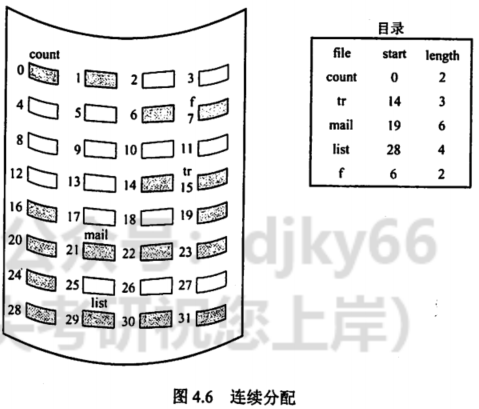 count
0 1 2 3
f
4 5 6 7
8 9 10 11
tr
12 13 14 15
16 17 18 19
mail
20 21 22 23
24 25 26 27
list
28 29 30 31
目录
file start length
count 0 2
tr 14 3
mail 19 6
list 28 4
f 6 2
公众号：djky66
关考研祝您上岸）
图 4.6 连续分配